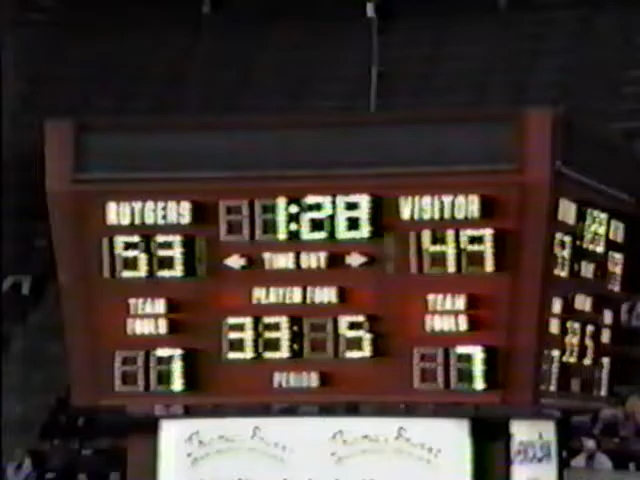 RUTGERS 1:28 VISITOR
53 TIME OUT 49
TEAM FOULS PLAYER FOUL TEAM FOULS
7 33 5 7
PERIOD